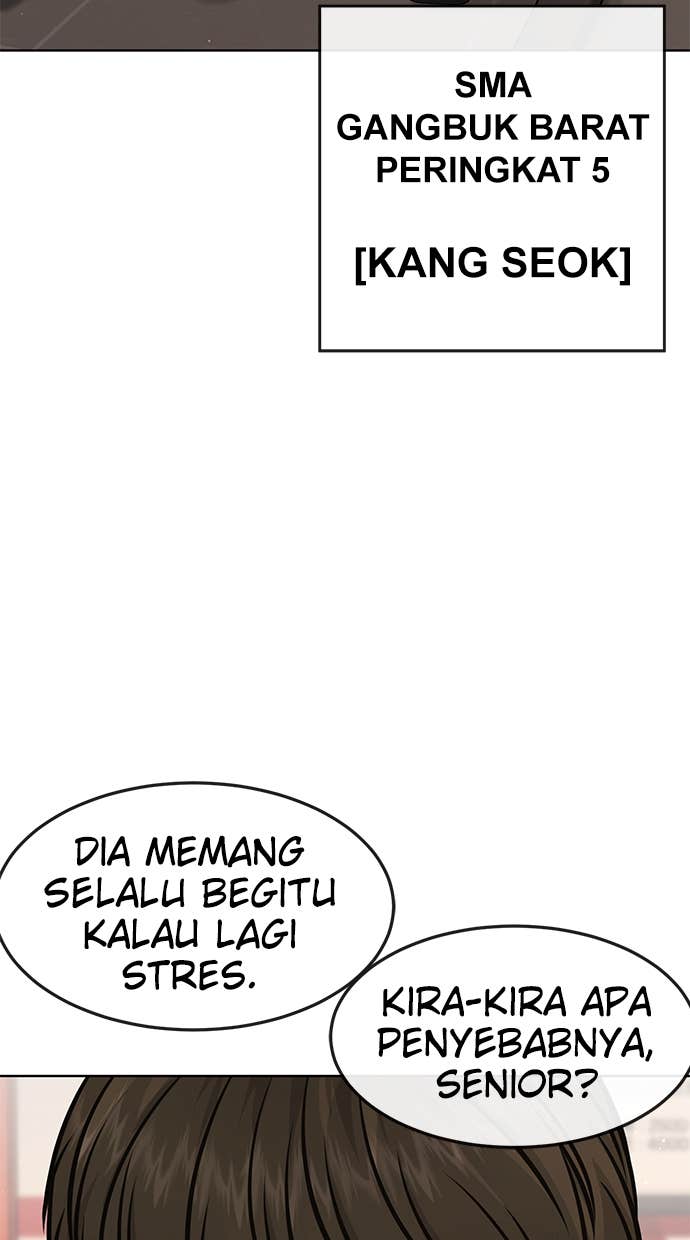 SMA
GANGBUK BARAT
PERINGKAT 5
[KANG SEOK]
DIA MEMANG
SELALU BEGITU
KALAU LAGI
STRES.
KIRA-KIRA APA
PENYEBABNYA,
SENIOR?